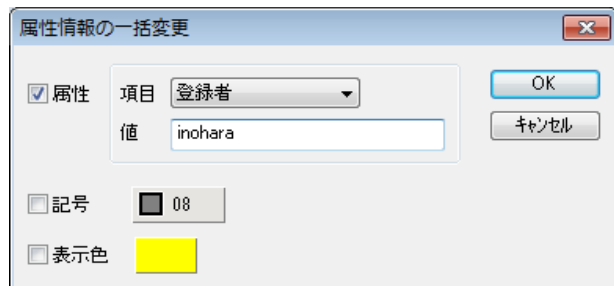 属性情報の一括変更
属性 項目 登録者 OK
値 inohara キャンセル
記号 08
表示色